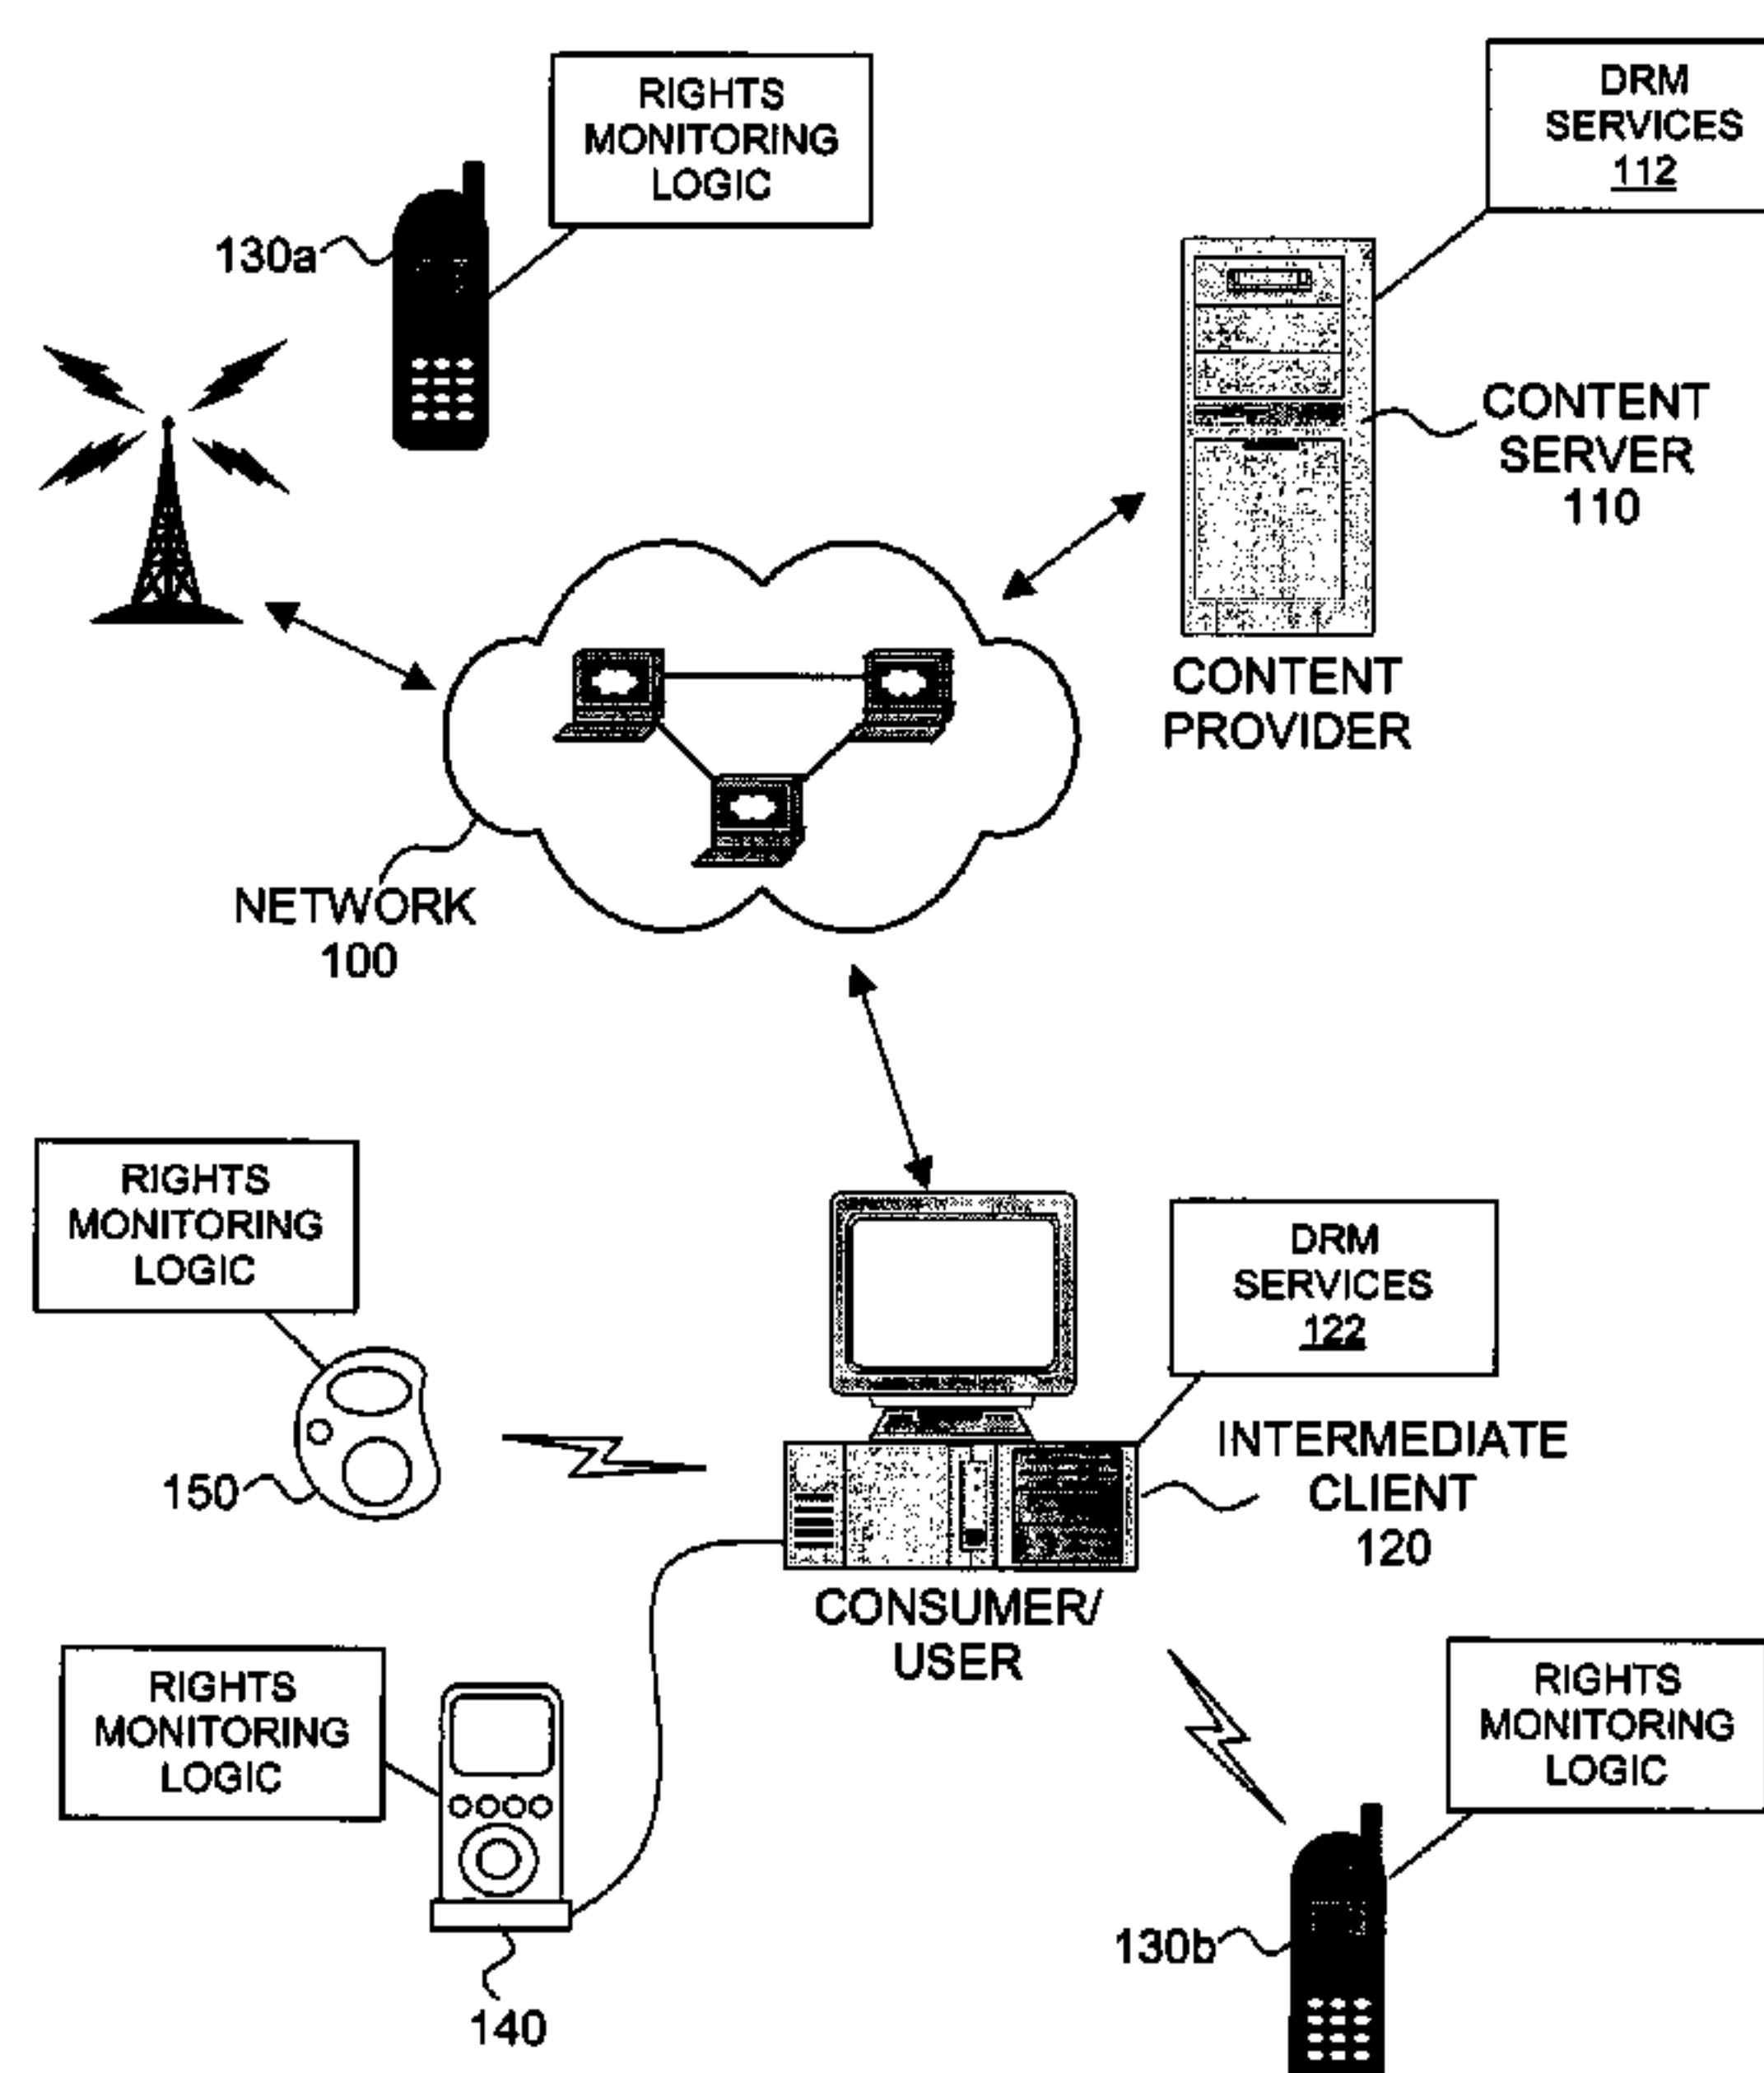 RIGHTS
MONITORING
LOGIC
DRM
SERVICES
112
130a
CONTENT
SERVER
110
CONTENT
PROVIDER
NETWORK
100
RIGHTS
MONITORING
LOGIC
DRM
SERVICES
122
150
INTERMEDIATE
CLIENT
120
CONSUMER/
USER
RIGHTS
MONITORING
LOGIC
RIGHTS
MONITORING
LOGIC
130b
140